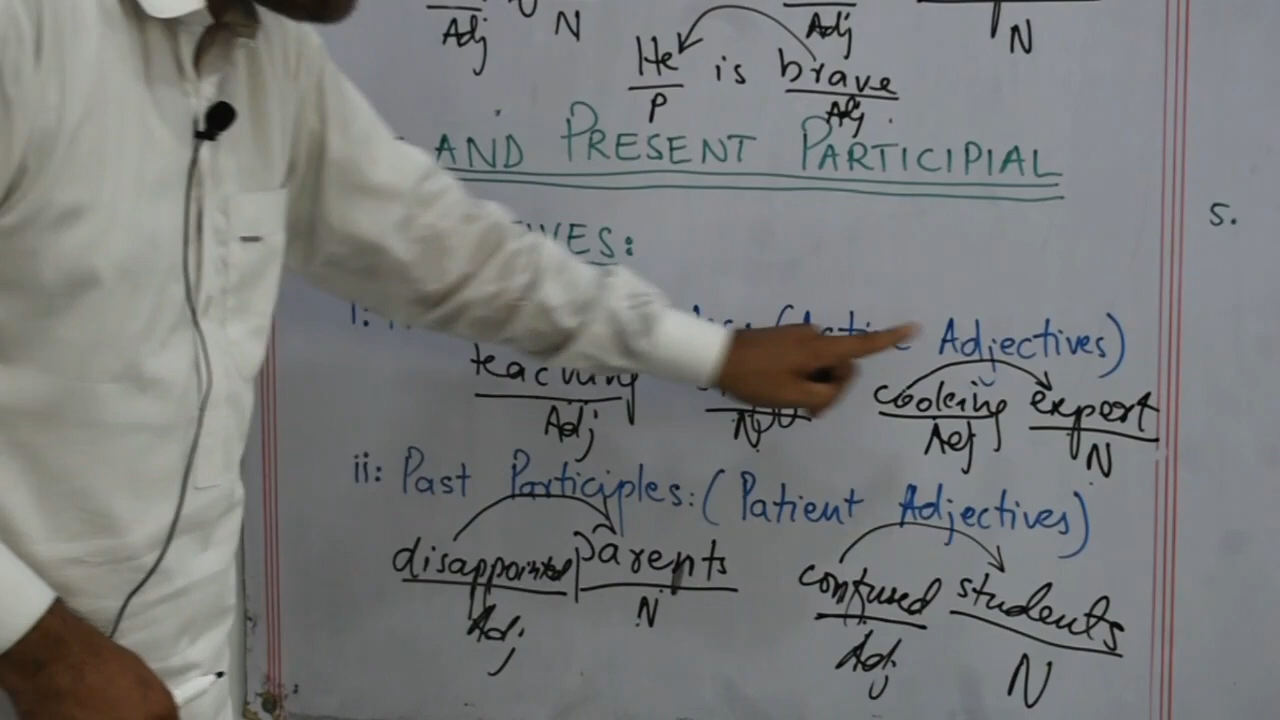 Adj N Adj N
He is brave
P Adj.
AND PRESENT PARTICIPIAL
5.
i: Adjectives)
teaching cooking expert
Adj N Adj N
ii: Past Participles: (Patient Adjectives)
disappointed parents confused students
Adj N Adj N